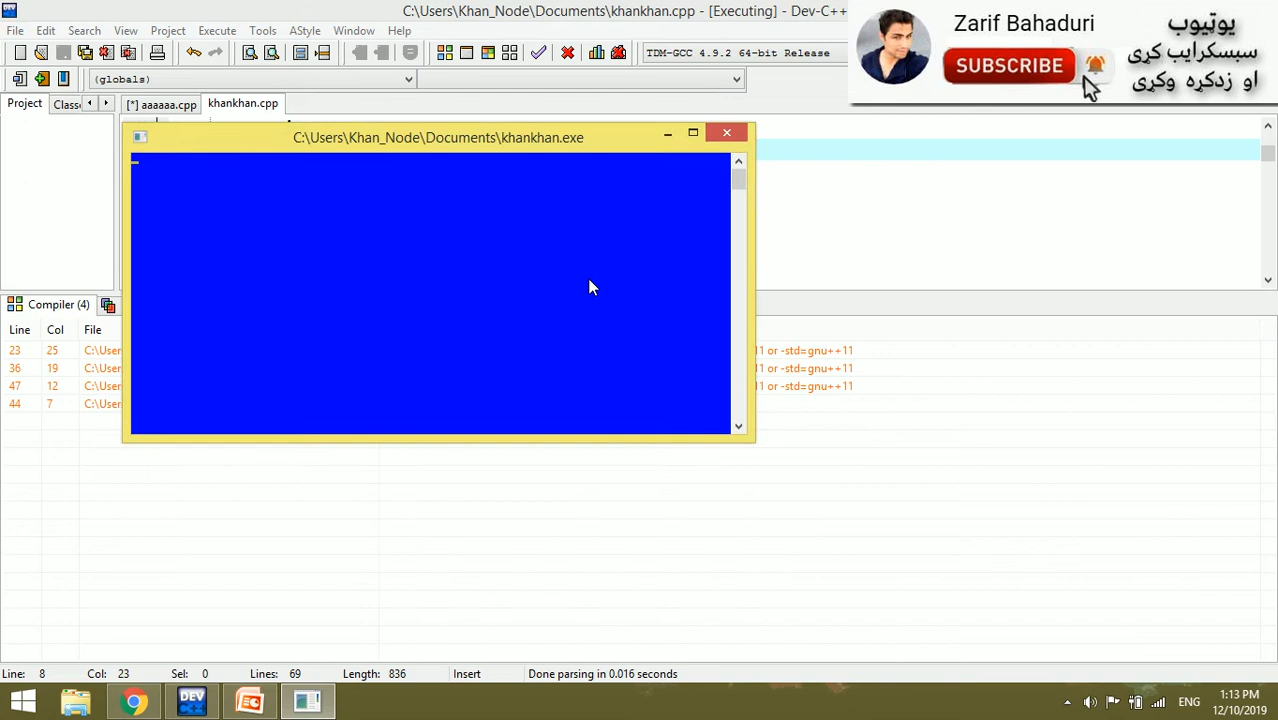 C:\Users\Khan_Node\Documents\khankhan.cpp - [Executing] - Dev-C++
File Edit Search View Project Execute Tools AStyle Window Help
TDM-GCC 4.9.2 64-bit Release
(globals)
Project Classe [*] aaaaaa.cpp khankhan.cpp
Zarif Bahaduri
SUBSCRIBE
یوټیوب
سبسکرایب کړی
او زدکړه وکړی
C:\Users\Khan_Node\Documents\khankhan.exe
Compiler (4)
Line Col File
23 25 C:\User 11 or -std=gnu++11
36 19 C:\User 11 or -std=gnu++11
47 12 C:\User 11 or -std=gnu++11
44 7 C:\User
Line: 8 Col: 23 Sel: 0 Lines: 69 Length: 836 Insert Done parsing in 0.016 seconds
DEV
ENG
1:13 PM
12/10/2019